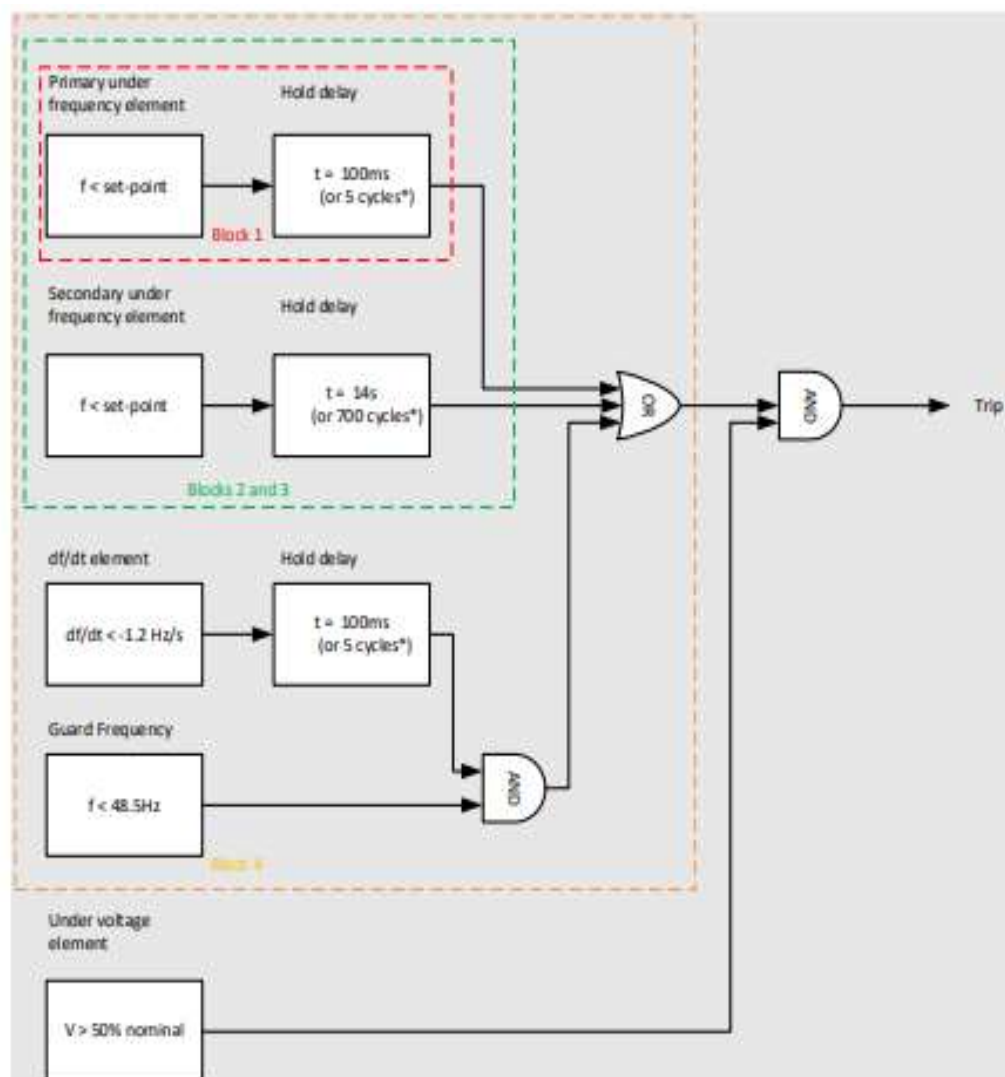 Primary under
frequency element
Hold delay
f < set-point
t = 100ms
(or 5 cycles*)
Block 1
Secondary under
frequency element
Hold delay
f < set-point
t = 14s
(or 700 cycles*)
OR
AND
Trip
Blocks 2 and 3
df/dt element
Hold delay
df/dt < -1.2 Hz/s
t = 100ms
(or 5 cycles*)
Guard Frequency
f < 48.5Hz
AND
Block 4
Under voltage
element
V > 50% nominal